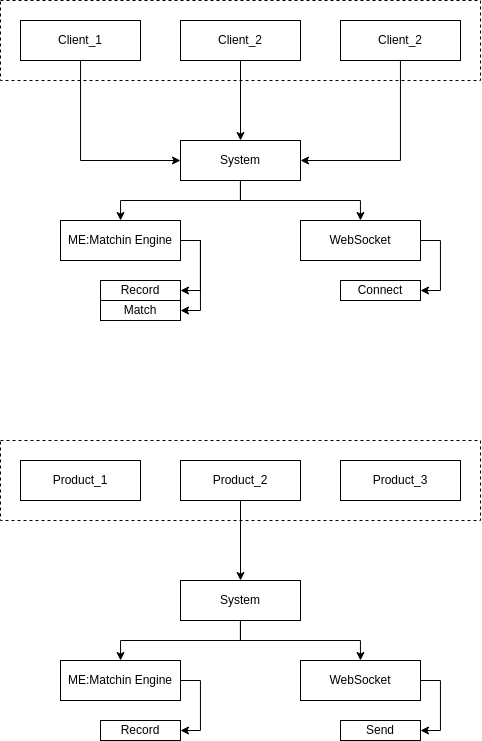 Client_1
Client_2
Client_2
System
ME:Matchin Engine
WebSocket
Record
Connect
Match
Product_1
Product_2
Product_3
System
ME:Matchin Engine
WebSocket
Record
Send